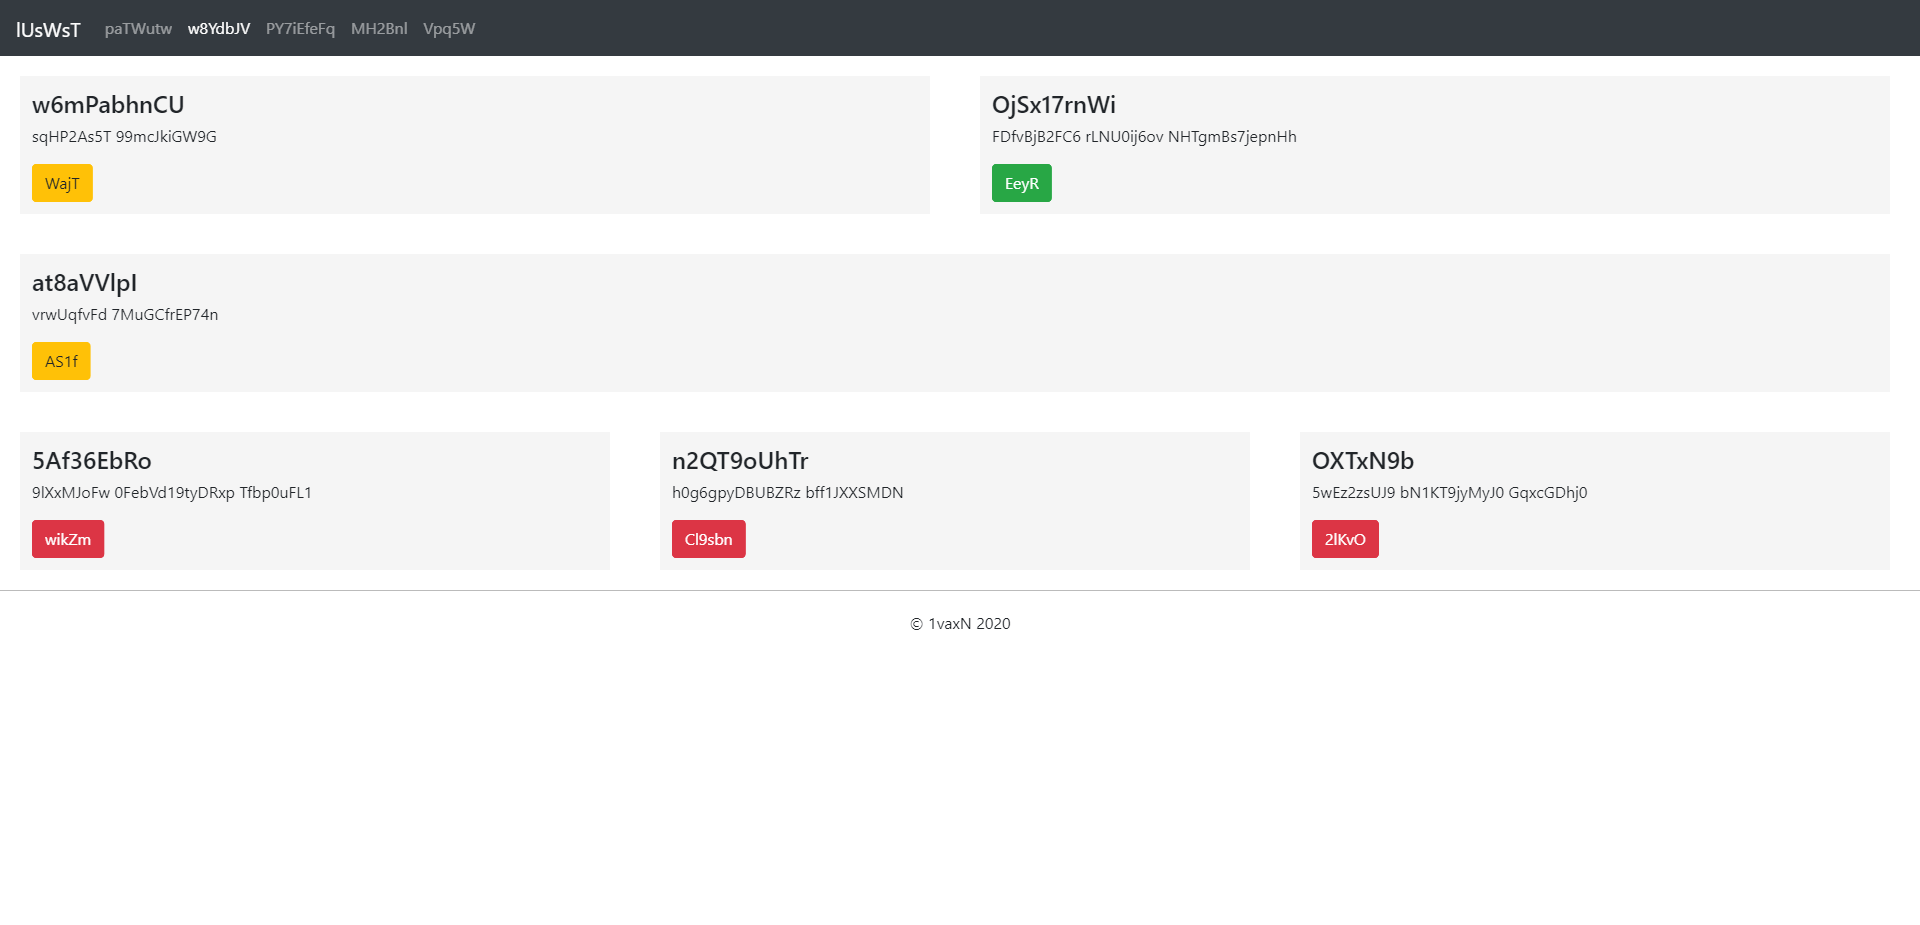 lUsWsT paTWutw w8YdbJV PY7iEfeFq MH2Bnl Vpq5W
w6mPabhnCU
sqHP2As5T 99mcJkiGW9G
WajT
OjSx17rnWi
FDfvBjB2FC6 rLNU0ij6ov NHTgmBs7jepnHh
EeyR
at8aVVlpI
vrwUqfvFd 7MuGCfrEP74n
AS1f
5Af36EbRo
9lXxMJoFw 0FebVd19tyDRxp Tfbp0uFL1
wikZm
n2QT9oUhTr
h0g6gpyDBUBZRz bff1JXXSMDN
Cl9sbn
OXTxN9b
5wEz2zsUJ9 bN1KT9jyMyJ0 GqxcGDhj0
2lKvO
© 1vaxN 2020